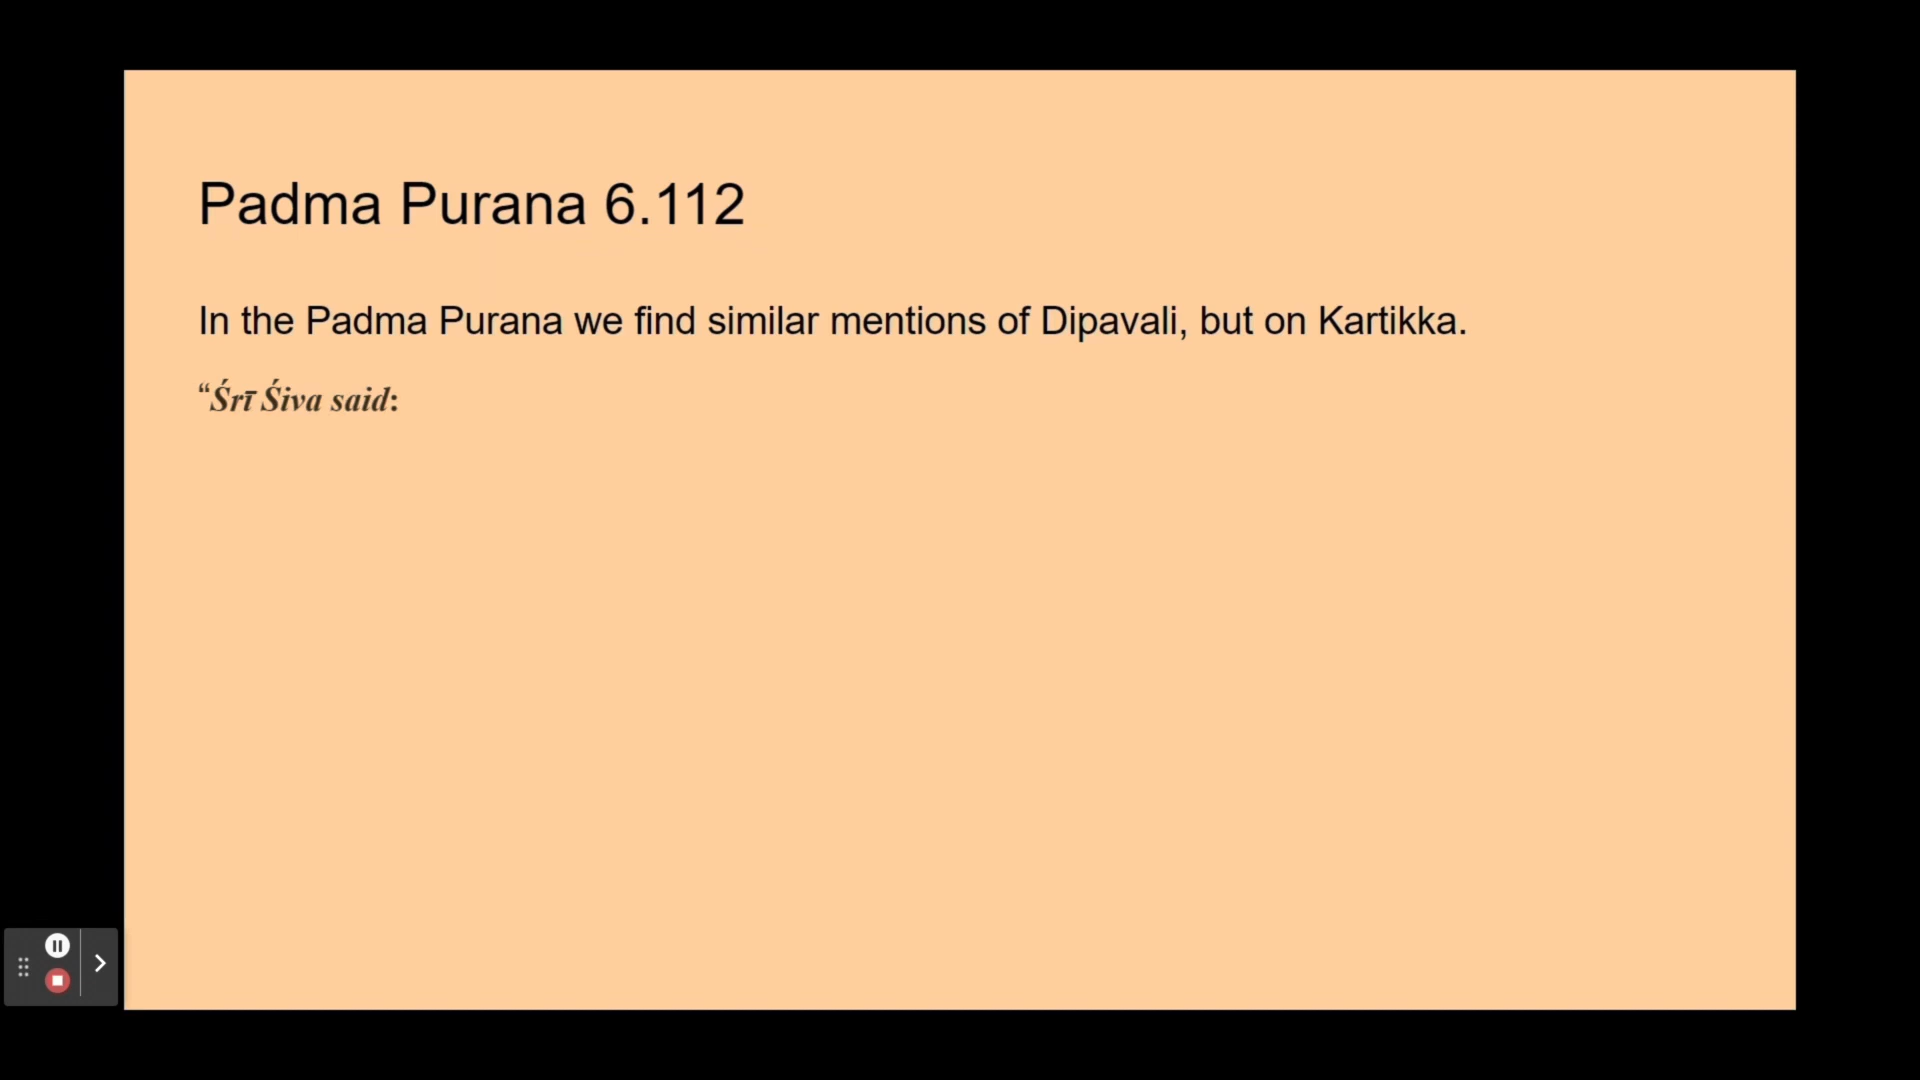 Padma Purana 6.112
In the Padma Purana we find similar mentions of Dipavali, but on Kartikka.
“Śrī Śiva said: